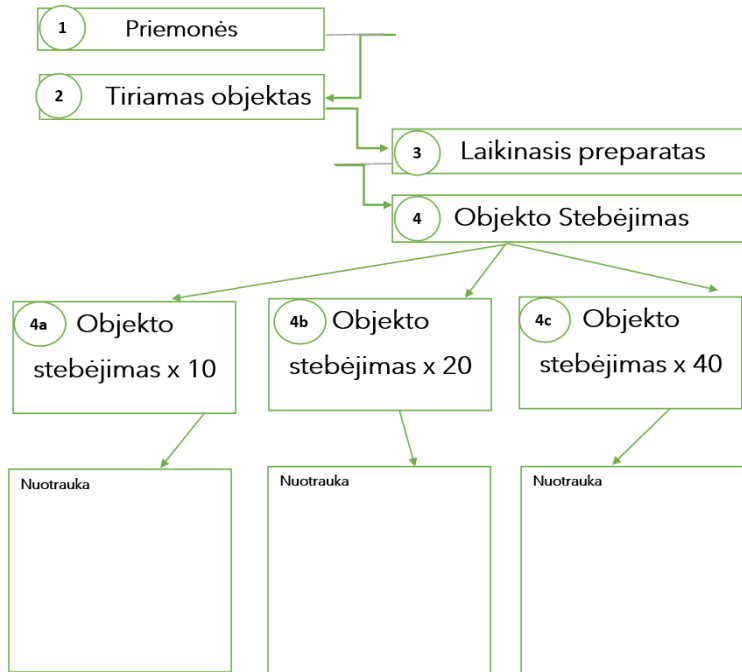 1 Priemonės
2 Tiriamas objektas
3 Laikinasis preparatas
4 Objekto Stebėjimas
4a Objekto
stebėjimas x 10
4b Objekto
stebėjimas x 20
4c Objekto
stebėjimas x 40
Nuotrauka
Nuotrauka
Nuotrauka